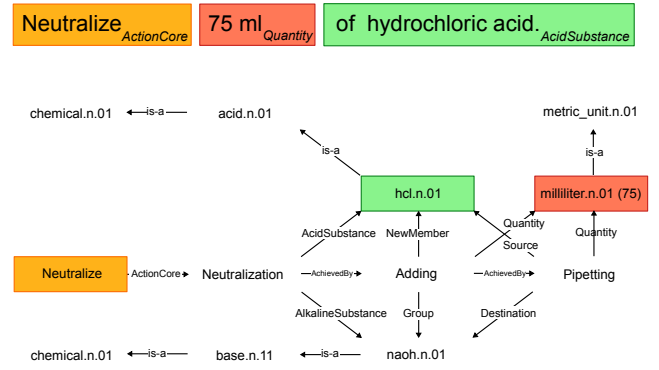 Neutralize ActionCore 75 ml Quantity of hydrochloric acid. AcidSubstance
chemical.n.01 is-a acid.n.01 metric_unit.n.01
is-a is-a
hcl.n.01 milliliter.n.01 (75)
AcidSubstance NewMember Quantity Source Quantity
Neutralize ActionCore Neutralization AchievedBy Adding AchievedBy Pipetting
AlkalineSubstance Group Destination
chemical.n.01 is-a base.n.11 is-a naoh.n.01